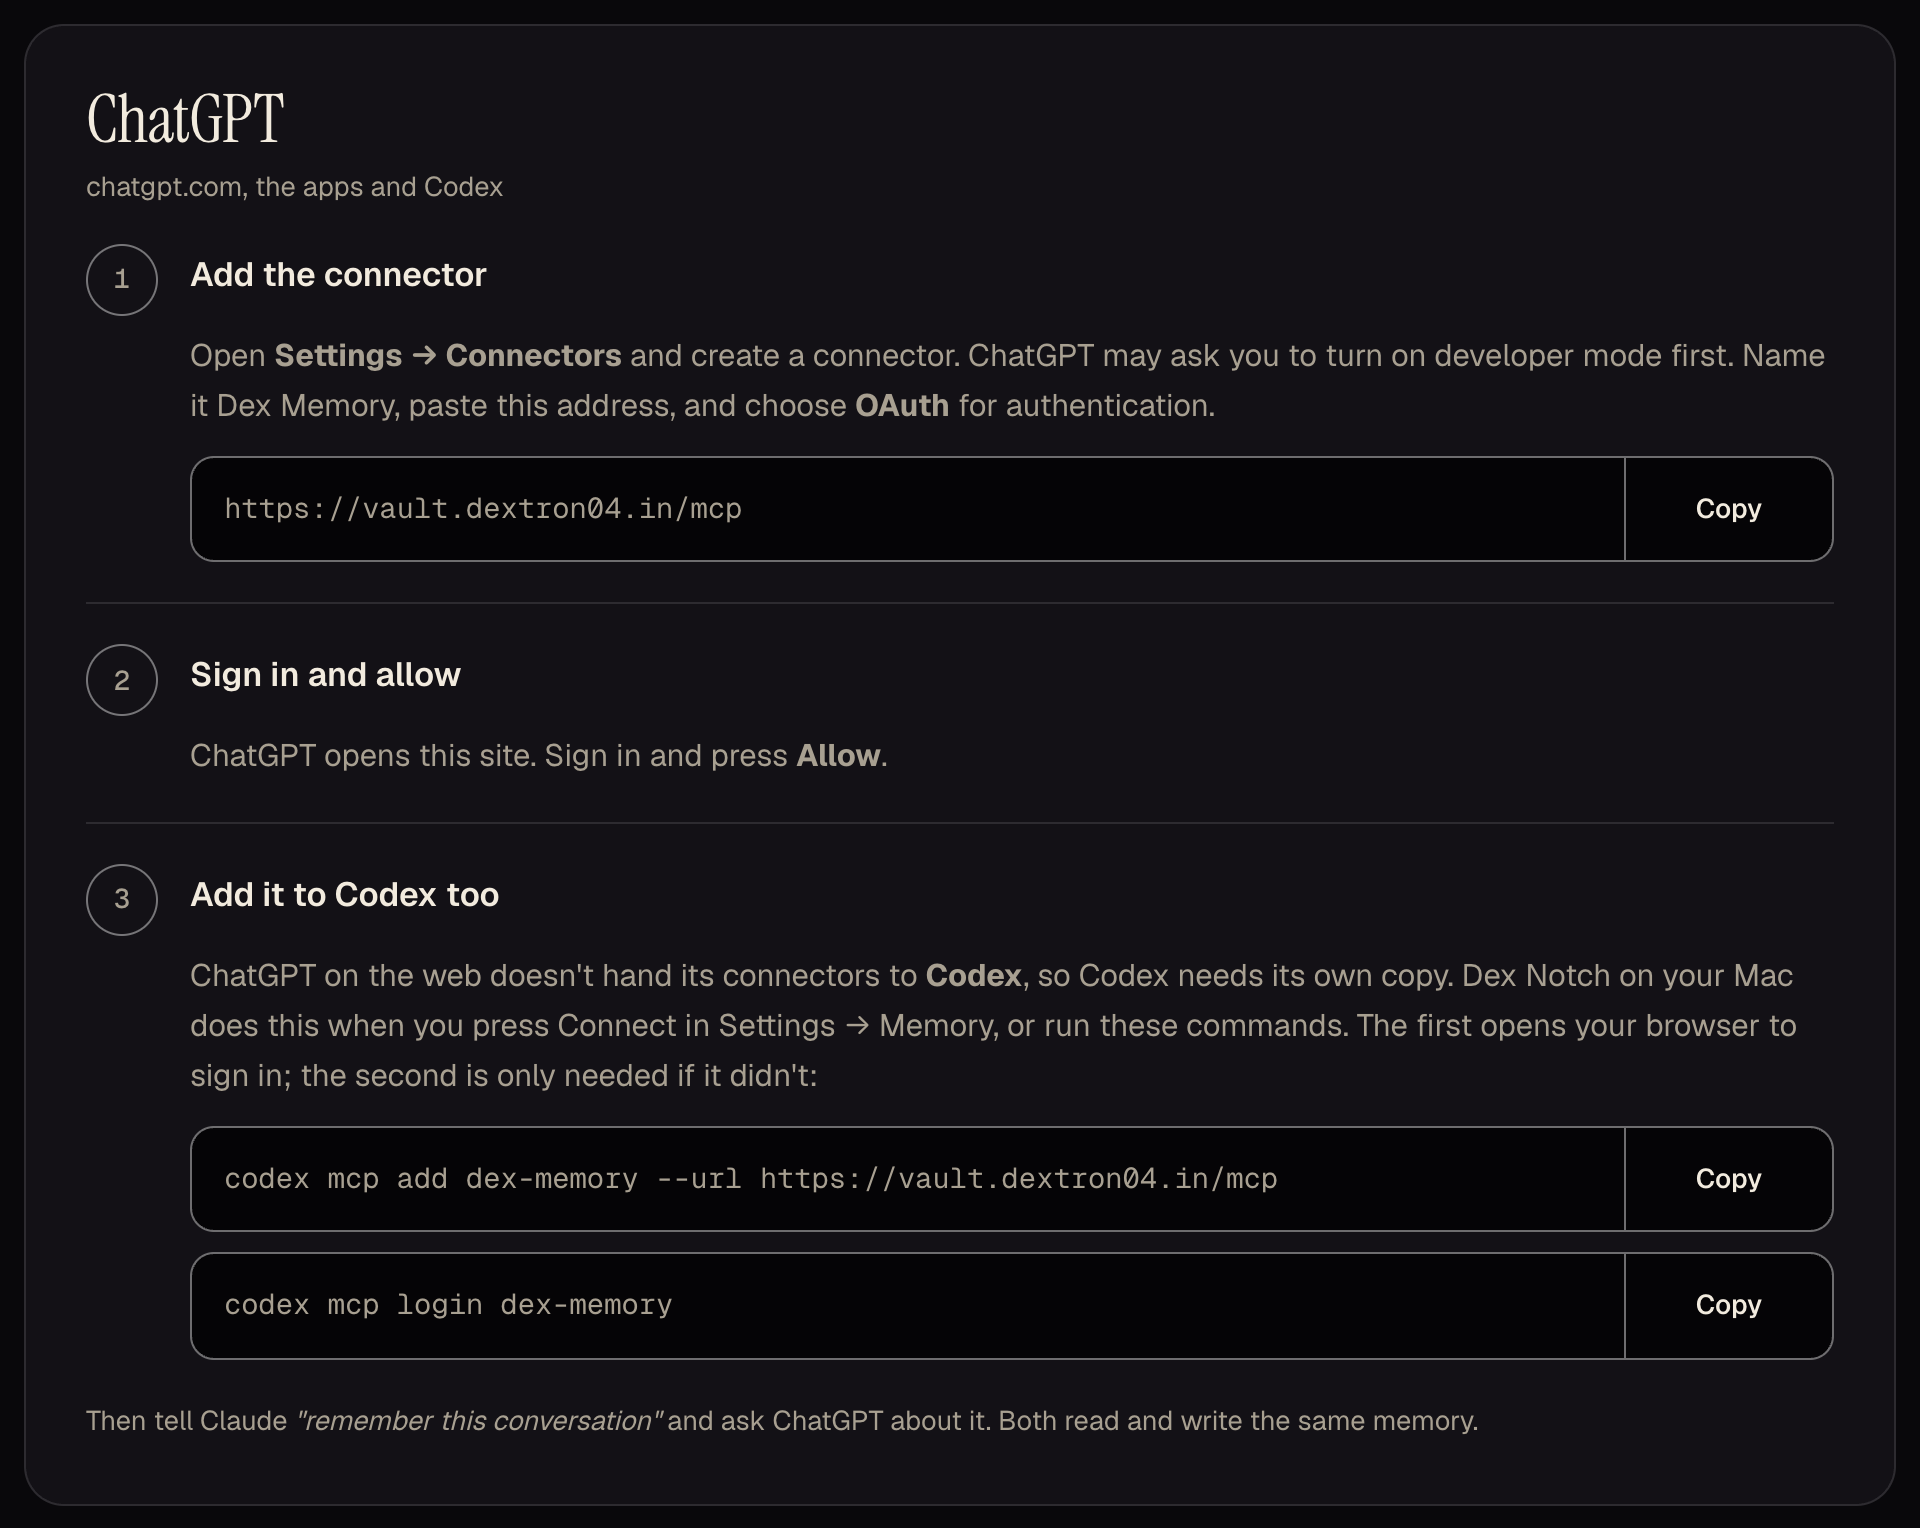 ChatGPT
chatgpt.com, the apps and Codex
1
Add the connector
Open Settings → Connectors and create a connector. ChatGPT may ask you to turn on developer mode first. Name
it Dex Memory, paste this address, and choose OAuth for authentication.
https://vault.dextron04.in/mcp
Copy
2
Sign in and allow
ChatGPT opens this site. Sign in and press Allow.
3
Add it to Codex too
ChatGPT on the web doesn't hand its connectors to Codex, so Codex needs its own copy. Dex Notch on your Mac
does this when you press Connect in Settings → Memory, or run these commands. The first opens your browser to
sign in; the second is only needed if it didn't:
codex mcp add dex-memory --url https://vault.dextron04.in/mcp
Copy
codex mcp login dex-memory
Copy
Then tell Claude "remember this conversation" and ask ChatGPT about it. Both read and write the same memory.